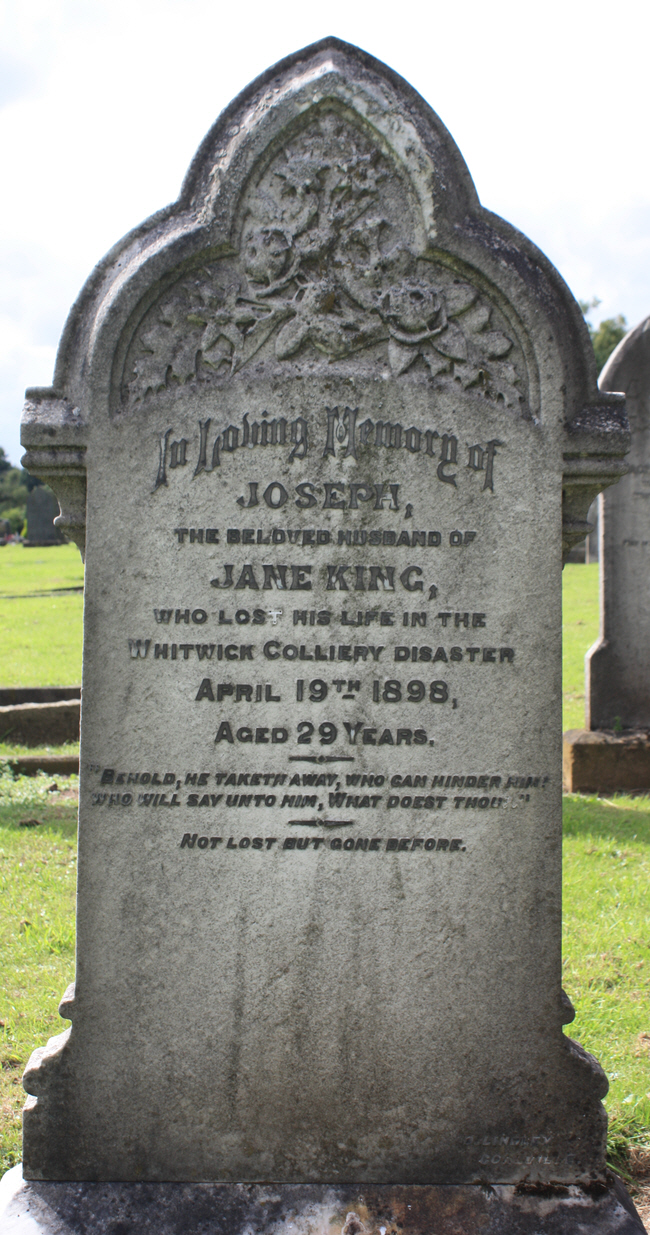 In Loving Memory of
JOSEPH,
THE BELOVED HUSBAND OF
JANE KING,
WHO LOST HIS LIFE IN THE
WHITWICK COLLIERY DISASTER
APRIL 19TH 1898,
AGED 29 YEARS.
"BEHOLD, HE TAKETH AWAY, WHO CAN HINDER HIM?
WHO WILL SAY UNTO HIM, WHAT DOEST THOU?"
NOT LOST BUT GONE BEFORE.
COALVILLE